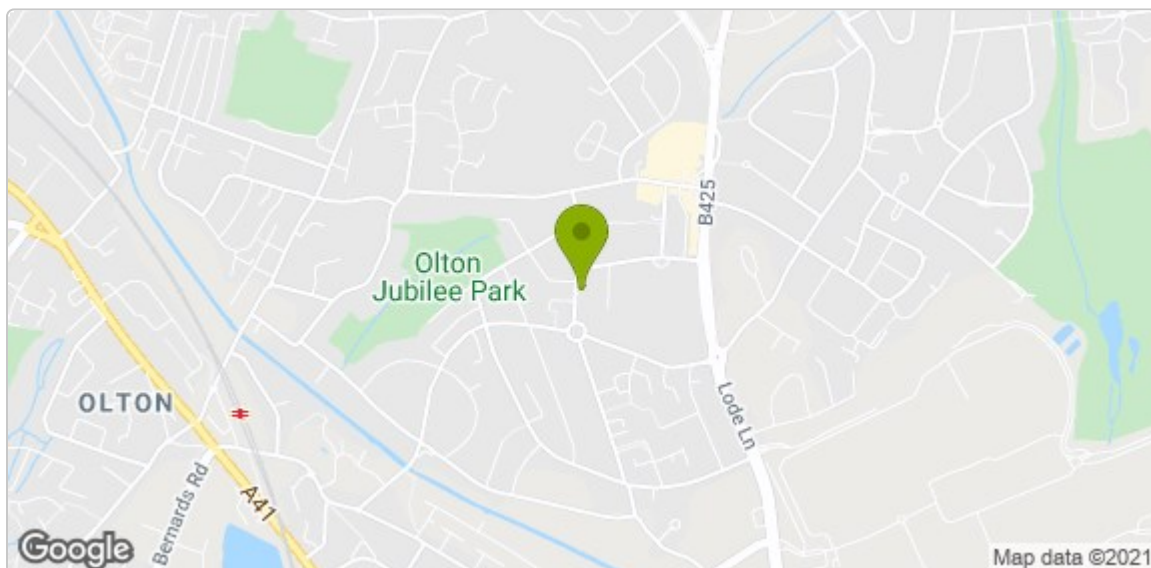 B425
Olton
Jubilee Park
OLTON
Lode Ln
Bernards Rd
A41
Google
Map data ©2021